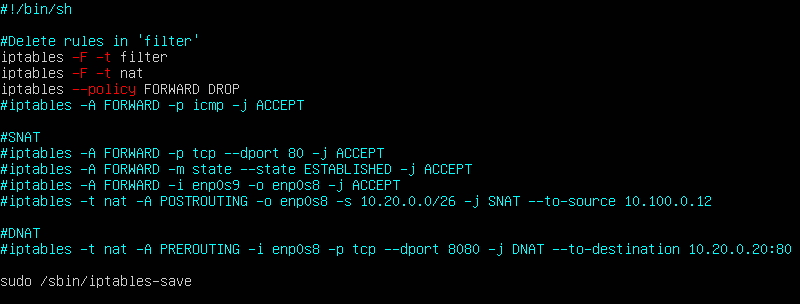 #!/bin/sh
#Delete rules in 'filter'
iptables -F -t filter
iptables -F -t nat
iptables --policy FORWARD DROP
#iptables -A FORWARD -p icmp -j ACCEPT
#SNAT
#iptables -A FORWARD -p tcp --dport 80 -j ACCEPT
#iptables -A FORWARD -m state --state ESTABLISHED -j ACCEPT
#iptables -A FORWARD -i enp0s9 -o enp0s8 -j ACCEPT
#iptables -t nat -A POSTROUTING -o enp0s8 -s 10.20.0.0/26 -j SNAT --to-source 10.100.0.12
#DNAT
#iptables -t nat -A PREROUTING -i enp0s8 -p tcp --dport 8080 -j DNAT --to-destination 10.20.0.20:80
sudo /sbin/iptables-save